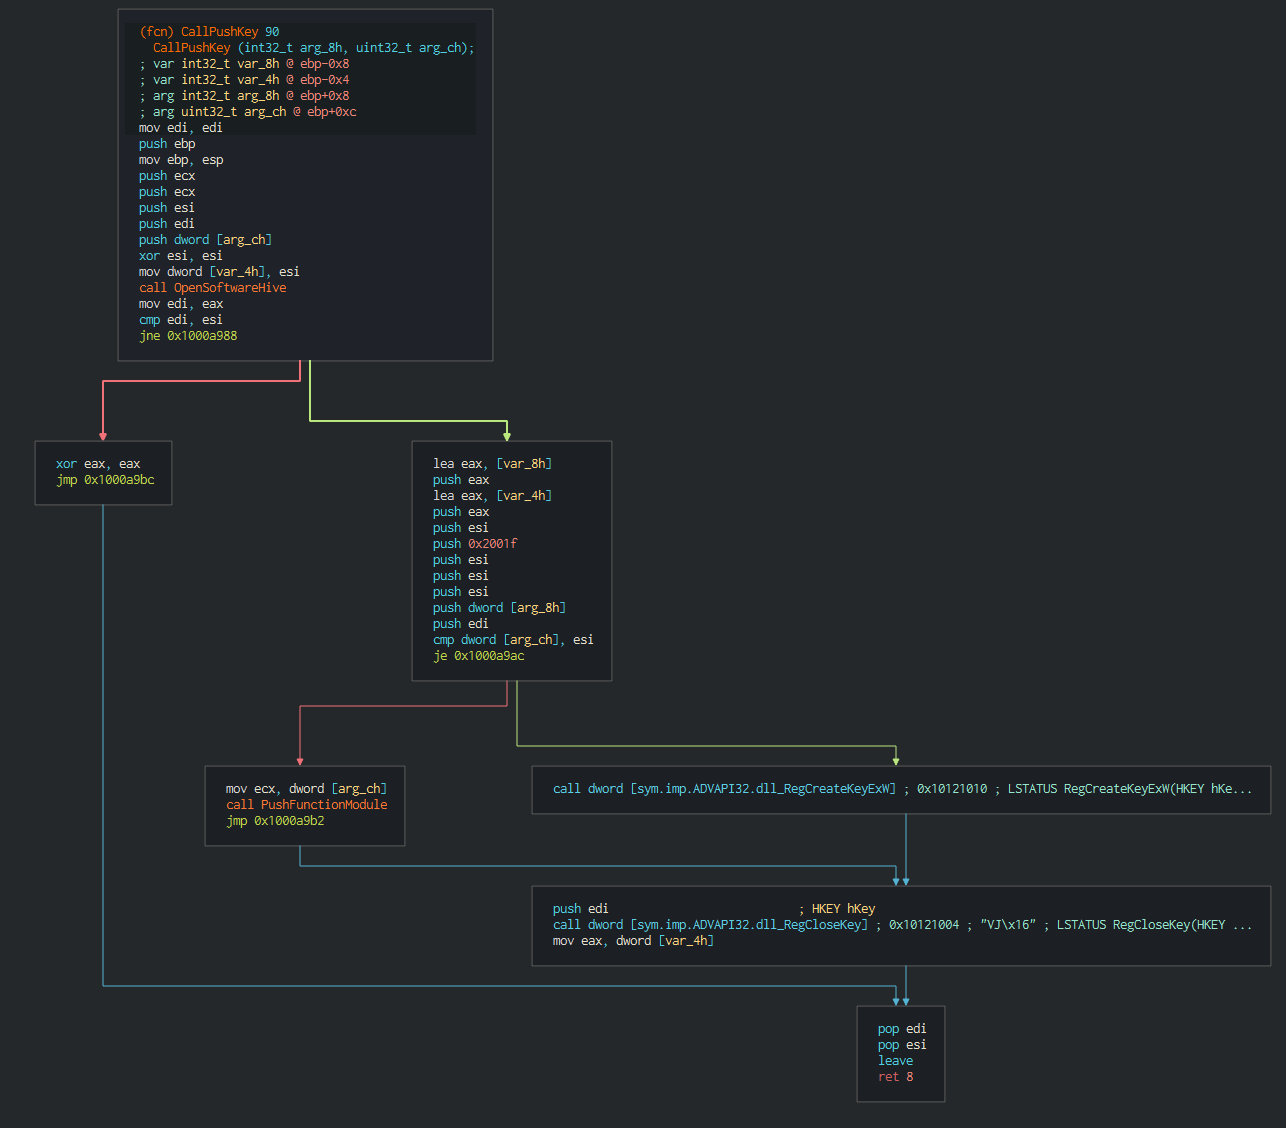 (fcn) CallPushKey 90
CallPushKey (int32_t arg_8h, uint32_t arg_ch);
; var int32_t var_8h @ ebp-0x8
; var int32_t var_4h @ ebp-0x4
; arg int32_t arg_8h @ ebp+0x8
; arg uint32_t arg_ch @ ebp+0xc
mov edi, edi
push ebp
mov ebp, esp
push ecx
push ecx
push esi
push edi
push dword [arg_ch]
xor esi, esi
mov dword [var_4h], esi
call OpenSoftwareHive
mov edi, eax
cmp edi, esi
jne 0x1000a988
xor eax, eax
jmp 0x1000a9bc
lea eax, [var_8h]
push eax
lea eax, [var_4h]
push eax
push esi
push 0x2001f
push esi
push esi
push esi
push dword [arg_8h]
push edi
cmp dword [arg_ch], esi
je 0x1000a9ac
mov ecx, dword [arg_ch]
call PushFunctionModule
jmp 0x1000a9b2
call dword [sym.imp.ADVAPI32.dll_RegCreateKeyExW] ; 0x10121010 ; LSTATUS RegCreateKeyExW(HKEY hKe...
push edi ; HKEY hKey
call dword [sym.imp.ADVAPI32.dll_RegCloseKey] ; 0x10121004 ; "VJ\x16" ; LSTATUS RegCloseKey(HKEY ...
mov eax, dword [var_4h]
pop edi
pop esi
leave
ret 8